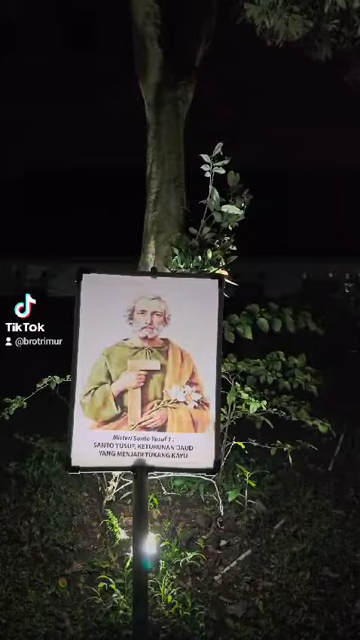 TikTok
@brotrimur
Misteri Santo Yusuf 1 :
SANTO YUSUF, KETURUNAN DAUD
YANG MENJADI TUKANG KAYU